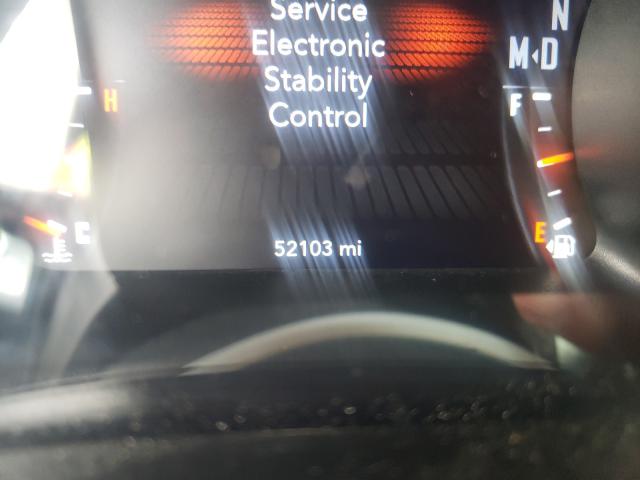 Service
Electronic
Stability
Control
N
M D
H
F
C
E
52103 mi